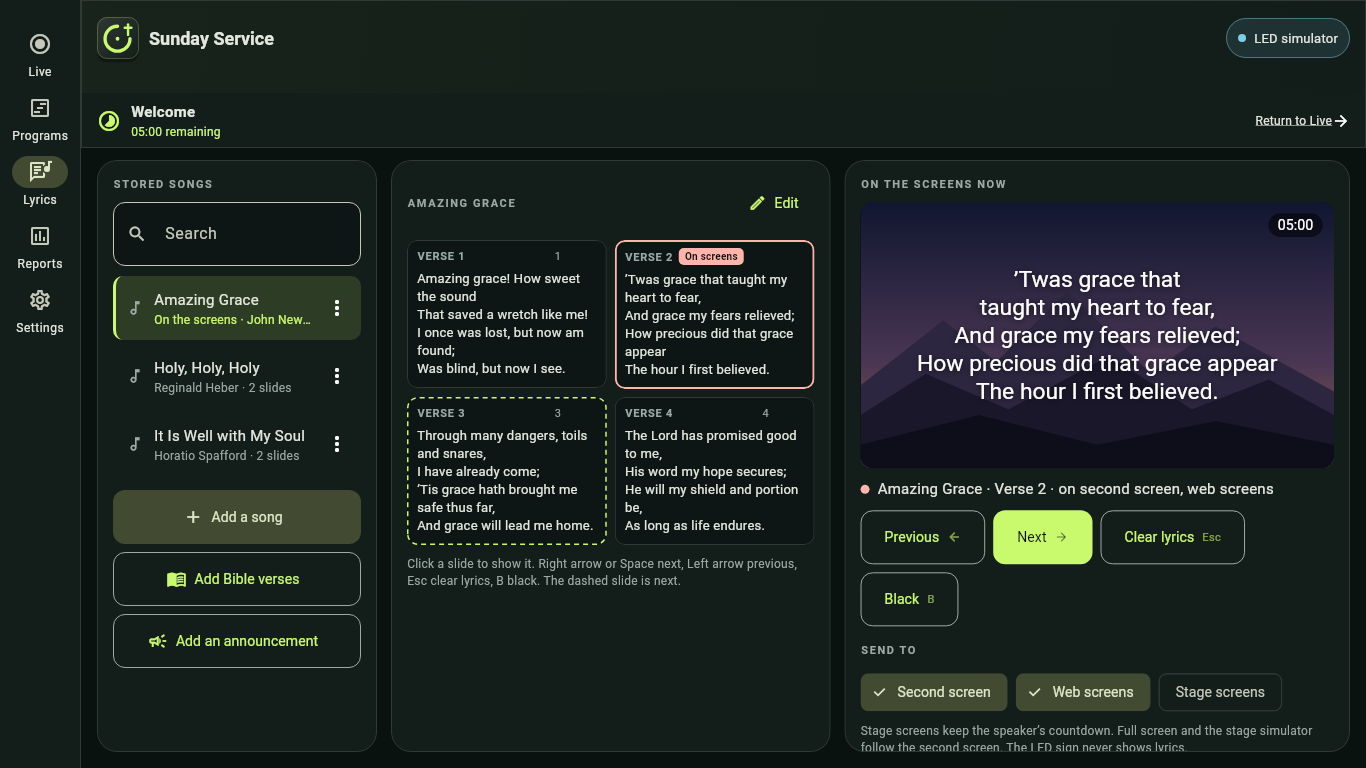 Sunday Service
LED simulator
Live
Programs
Lyrics
Reports
Settings
Welcome
05:00 remaining
Return to Live
STORED SONGS
Search
Amazing Grace
On the screens · John New…
Holy, Holy, Holy
Reginald Heber · 2 slides
It Is Well with My Soul
Horatio Spafford · 2 slides
Add a song
Add Bible verses
Add an announcement
AMAZING GRACE
Edit
VERSE 1 1
Amazing grace! How sweet
the sound
That saved a wretch like me!
I once was lost, but now am
found;
Was blind, but now I see.
VERSE 2 On screens
’Twas grace that taught my
heart to fear,
And grace my fears relieved;
How precious did that grace
appear
The hour I first believed.
VERSE 3 3
Through many dangers, toils
and snares,
I have already come;
’Tis grace hath brought me
safe thus far,
And grace will lead me home.
VERSE 4 4
The Lord has promised good
to me,
His word my hope secures;
He will my shield and portion
be,
As long as life endures.
Click a slide to show it. Right arrow or Space next, Left arrow previous,
Esc clear lyrics, B black. The dashed slide is next.
ON THE SCREENS NOW
05:00
’Twas grace that
taught my heart to fear,
And grace my fears relieved;
How precious did that grace appear
The hour I first believed.
Amazing Grace · Verse 2 · on second screen, web screens
Previous ←
Next →
Clear lyrics Esc
Black B
SEND TO
Second screen
Web screens
Stage screens
Stage screens keep the speaker’s countdown. Full screen and the stage simulator
follow the second screen. The LED sign never shows lyrics.